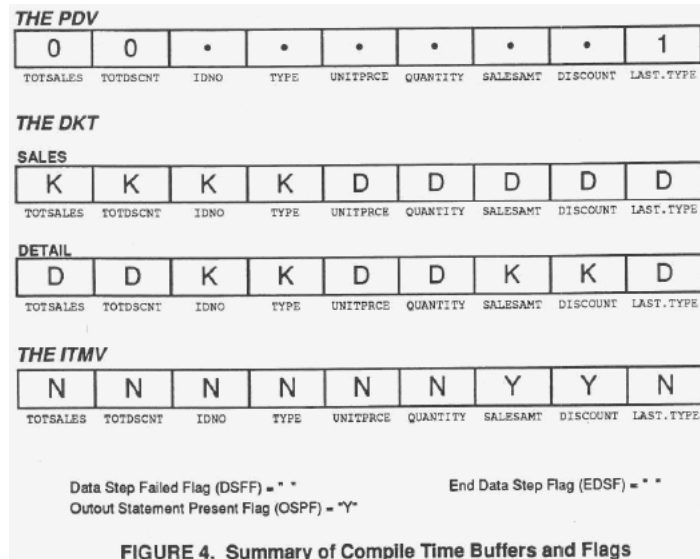 THE PDV
0 0 • • • • • • 1
TOTSALES TOTDSCNT IDNO TYPE UNITPRCE QUANTITY SALESAMT DISCOUNT LAST.TYPE
THE DKT
SALES
K K K K D D D D D
TOTSALES TOTDSCNT IDNO TYPE UNITPRCE QUANTITY SALESAMT DISCOUNT LAST.TYPE
DETAIL
D D K K D D K K D
TOTSALES TOTDSCNT IDNO TYPE UNITPRCE QUANTITY SALESAMT DISCOUNT LAST.TYPE
THE ITMV
N N N N N N Y Y N
TOTSALES TOTDSCNT IDNO TYPE UNITPRCE QUANTITY SALESAMT DISCOUNT LAST.TYPE
Data Step Failed Flag (DSFF) = " " End Data Step Flag (EDSF) = " "
Outout Statement Present Flag (OSPF) = "Y"
FIGURE 4. Summary of Compile Time Buffers and Flags